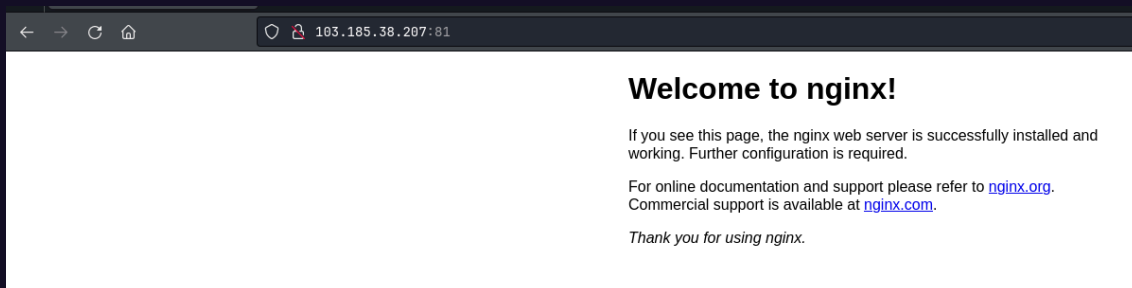 103.185.38.207:81
Welcome to nginx!
If you see this page, the nginx web server is successfully installed and
working. Further configuration is required.
For online documentation and support please refer to nginx.org.
Commercial support is available at nginx.com.
Thank you for using nginx.